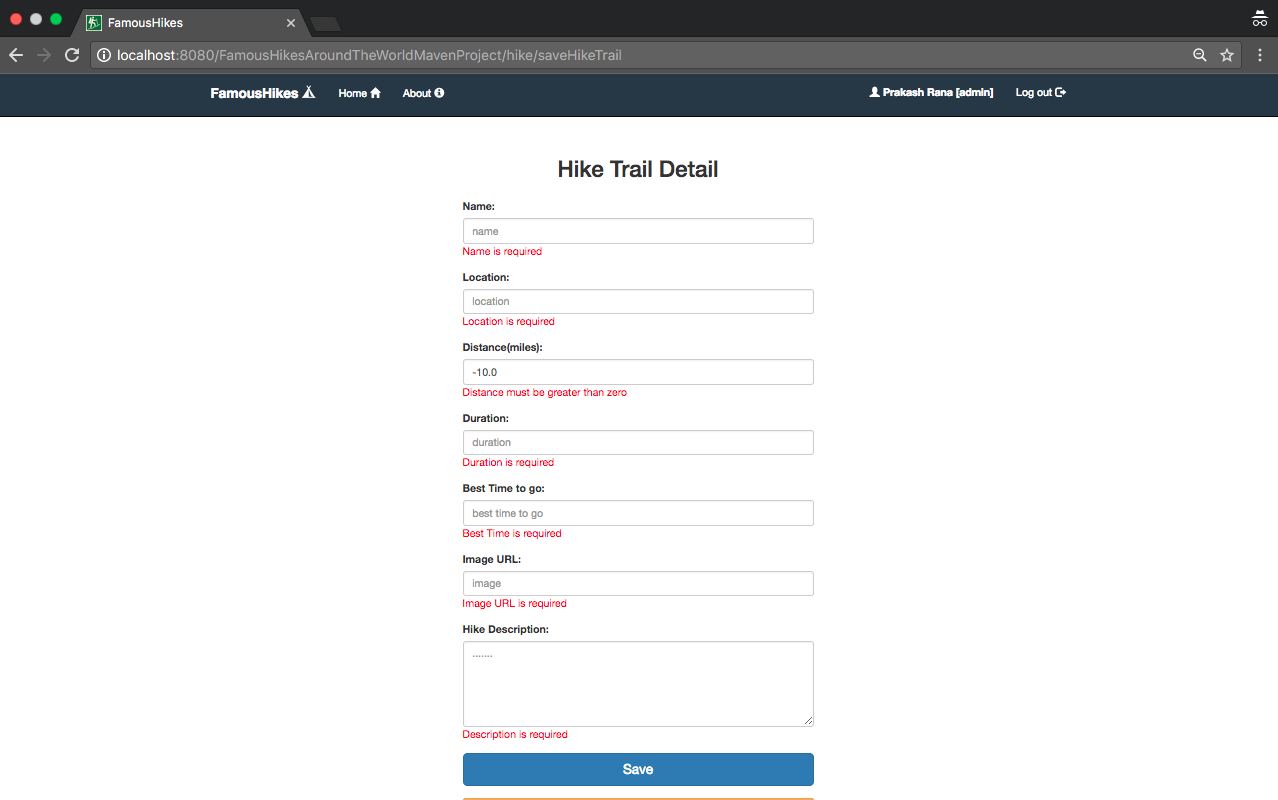 FamousHikes
localhost:8080/FamousHikesAroundTheWorldMavenProject/hike/saveHikeTrail
FamousHikes Home About Prakash Rana [admin] Log out
Hike Trail Detail
Name:
name
Name is required
Location:
location
Location is required
Distance(miles):
-10.0
Distance must be greater than zero
Duration:
duration
Duration is required
Best Time to go:
best time to go
Best Time is required
Image URL:
image
Image URL is required
Hike Description:
.......
Description is required
Save